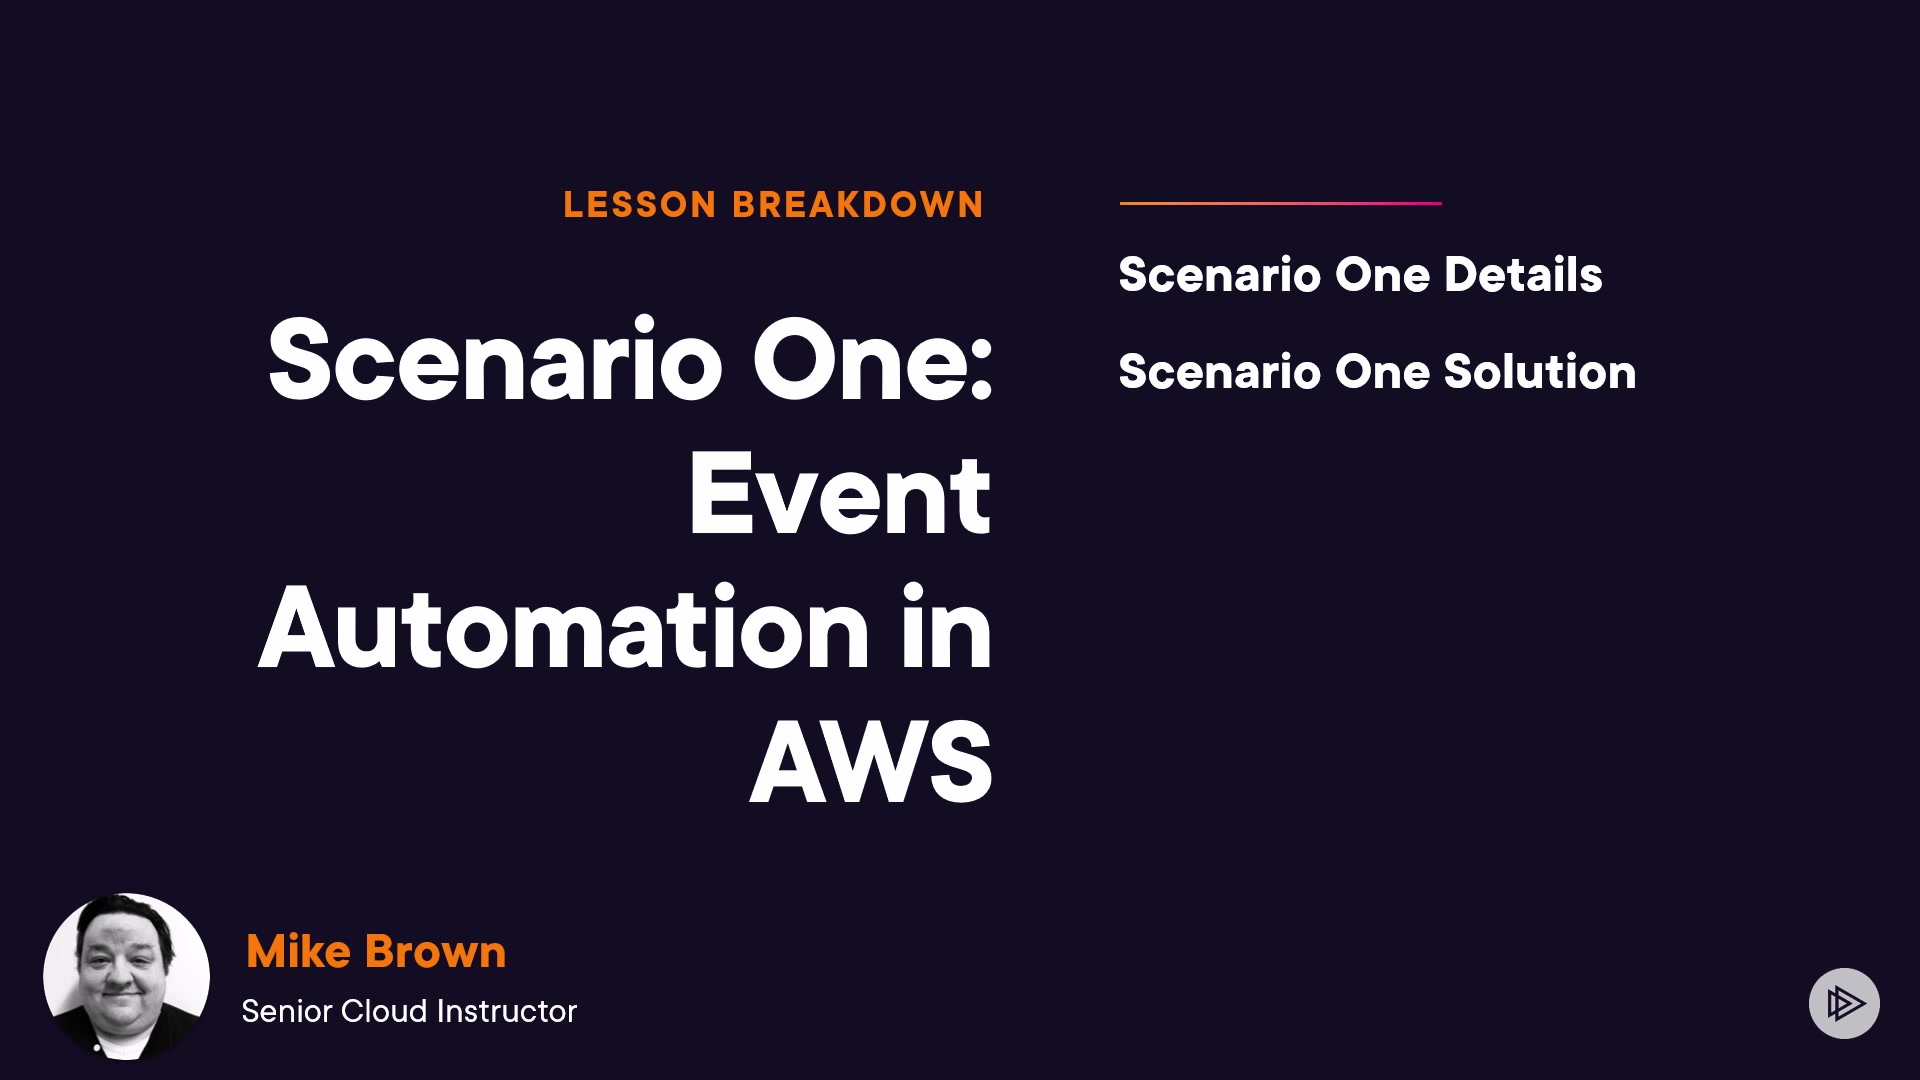 LESSON BREAKDOWN
Scenario One:
Event
Automation in
AWS
Scenario One Details
Scenario One Solution
Mike Brown
Senior Cloud Instructor